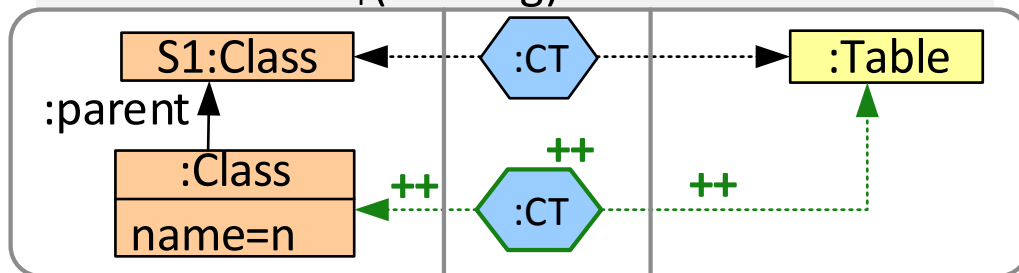 S1:Class
:CT
:Table
:parent
:Class
name=n
++
++
:CT
++